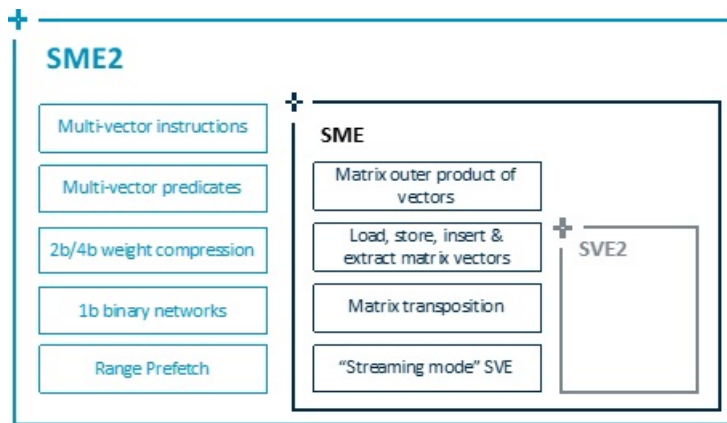 SME2
Multi-vector instructions
Multi-vector predicates
2b/4b weight compression
1b binary networks
Range Prefetch
SME
Matrix outer product of
vectors
Load, store, insert &
extract matrix vectors
Matrix transposition
“Streaming mode” SVE
SVE2